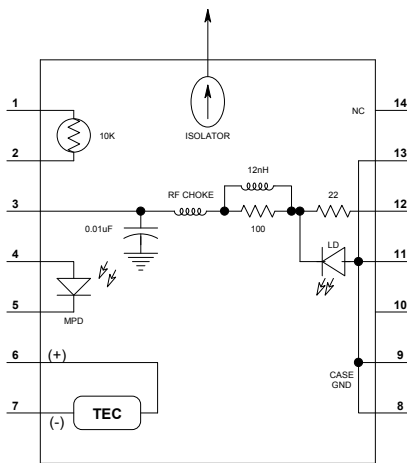 1
14
NC
10K
ISOLATOR
2
13
12nH
RF CHOKE
22
3
12
0.01uF
100
LD
4
11
5
10
MPD
6
(+)
9
CASE
GND
7
(-)
TEC
8